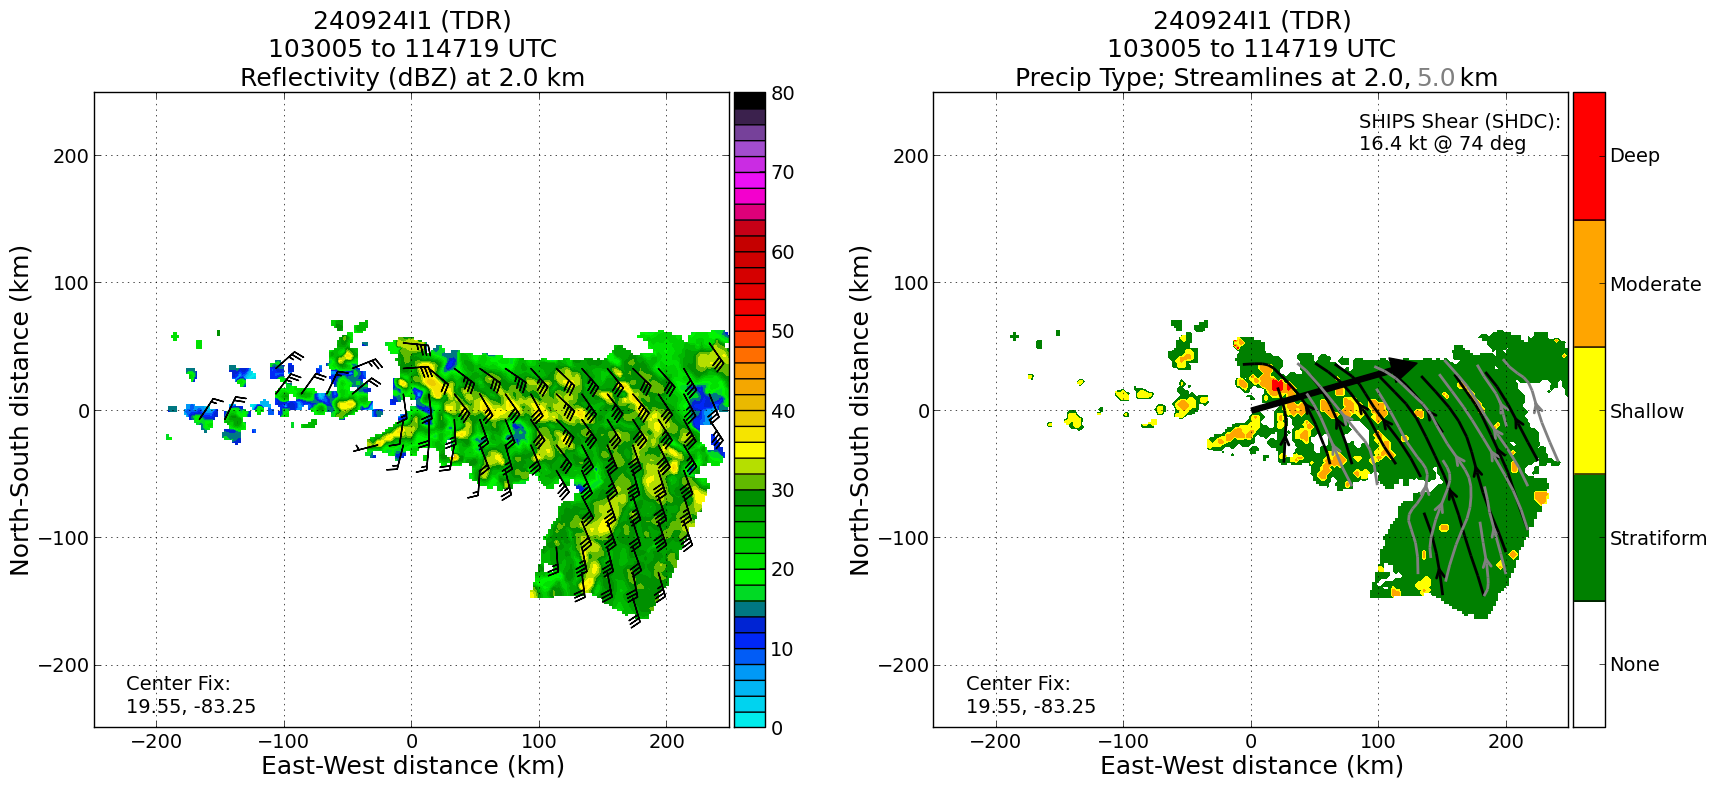 240924I1 (TDR)
103005 to 114719 UTC
Reflectivity (dBZ) at 2.0 km
North-South distance (km)
200
100
0
−100
−200
−200
−100
0
100
200
East-West distance (km)
Center Fix:
19.55, -83.25
80
70
60
50
40
30
20
10
0
240924I1 (TDR)
103005 to 114719 UTC
Precip Type; Streamlines at 2.0, 5.0 km
SHIPS Shear (SHDC):
16.4 kt @ 74 deg
North-South distance (km)
200
100
0
−100
−200
−200
−100
0
100
200
East-West distance (km)
Center Fix:
19.55, -83.25
Deep
Moderate
Shallow
Stratiform
None